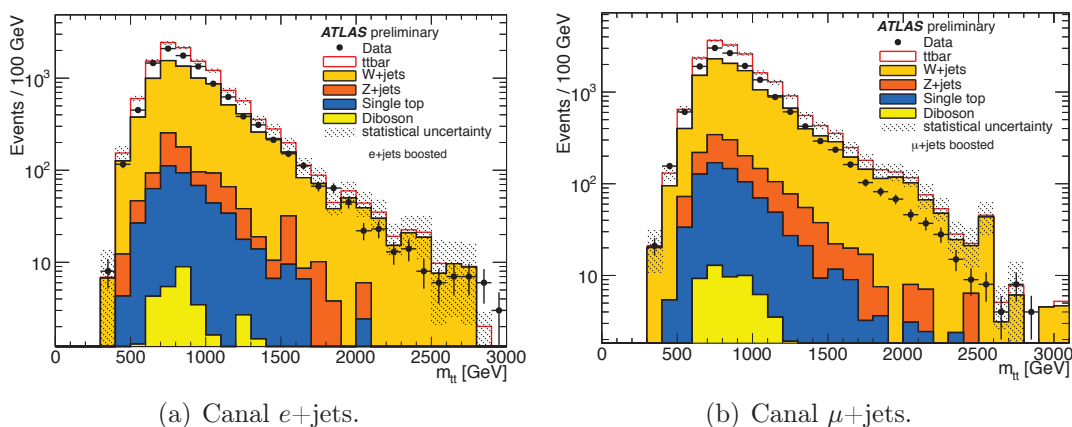 Events / 100 GeV
10³
10²
10
ATLAS preliminary
Data
ttbar
W+jets
Z+jets
Single top
Diboson
statistical uncertainty
e+jets boosted
0 500 1000 1500 2000 2500 3000
m_tt [GeV]
(a) Canal e+jets.
Events / 100 GeV
10³
10²
10
ATLAS preliminary
Data
ttbar
W+jets
Z+jets
Single top
Diboson
statistical uncertainty
μ+jets boosted
0 500 1000 1500 2000 2500 3000
m_tt [GeV]
(b) Canal μ+jets.